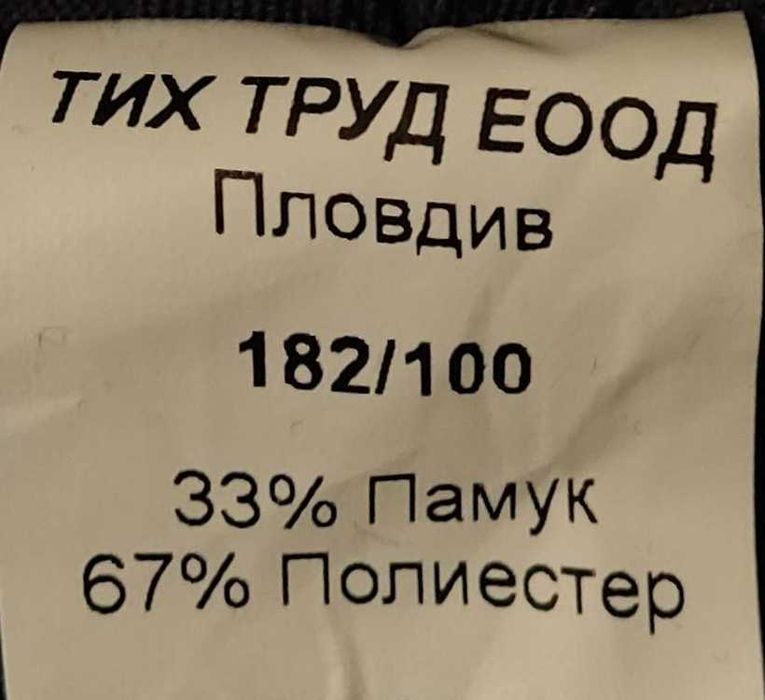 ТИХ ТРУД ЕООД
Пловдив
182/100
33% Памук
67% Полиестер